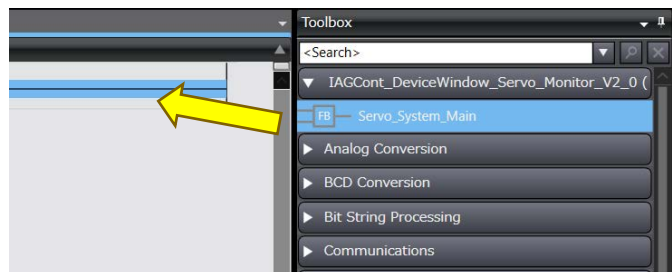 Toolbox
<Search>
IAGCont_DeviceWindow_Servo_Monitor_V2_0 (
FB Servo_System_Main
Analog Conversion
BCD Conversion
Bit String Processing
Communications